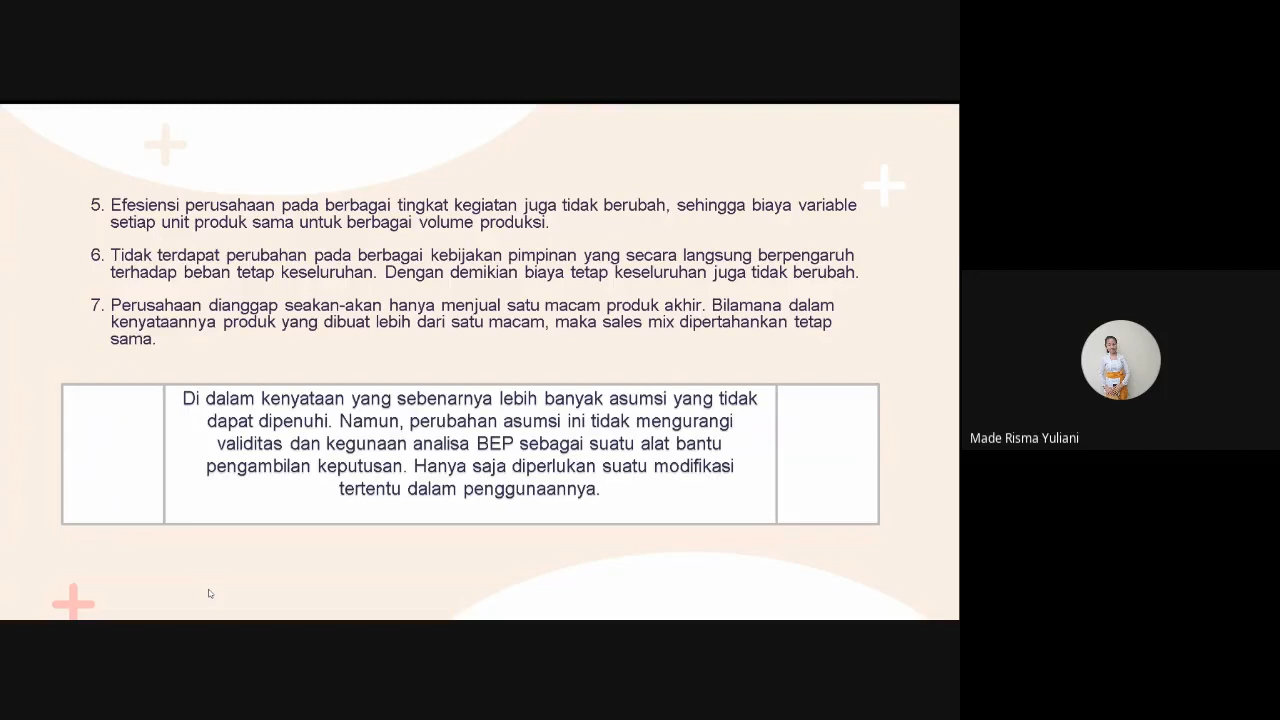 5. Efesiensi perusahaan pada berbagai tingkat kegiatan juga tidak berubah, sehingga biaya variable
setiap unit produk sama untuk berbagai volume produksi.
6. Tidak terdapat perubahan pada berbagai kebijakan pimpinan yang secara langsung berpengaruh
terhadap beban tetap keseluruhan. Dengan demikian biaya tetap keseluruhan juga tidak berubah.
7. Perusahaan dianggap seakan-akan hanya menjual satu macam produk akhir. Bilamana dalam
kenyataannya produk yang dibuat lebih dari satu macam, maka sales mix dipertahankan tetap
sama.
Di dalam kenyataan yang sebenarnya lebih banyak asumsi yang tidak
dapat dipenuhi. Namun, perubahan asumsi ini tidak mengurangi
validitas dan kegunaan analisa BEP sebagai suatu alat bantu
pengambilan keputusan. Hanya saja diperlukan suatu modifikasi
tertentu dalam penggunaannya.
Made Risma Yuliani